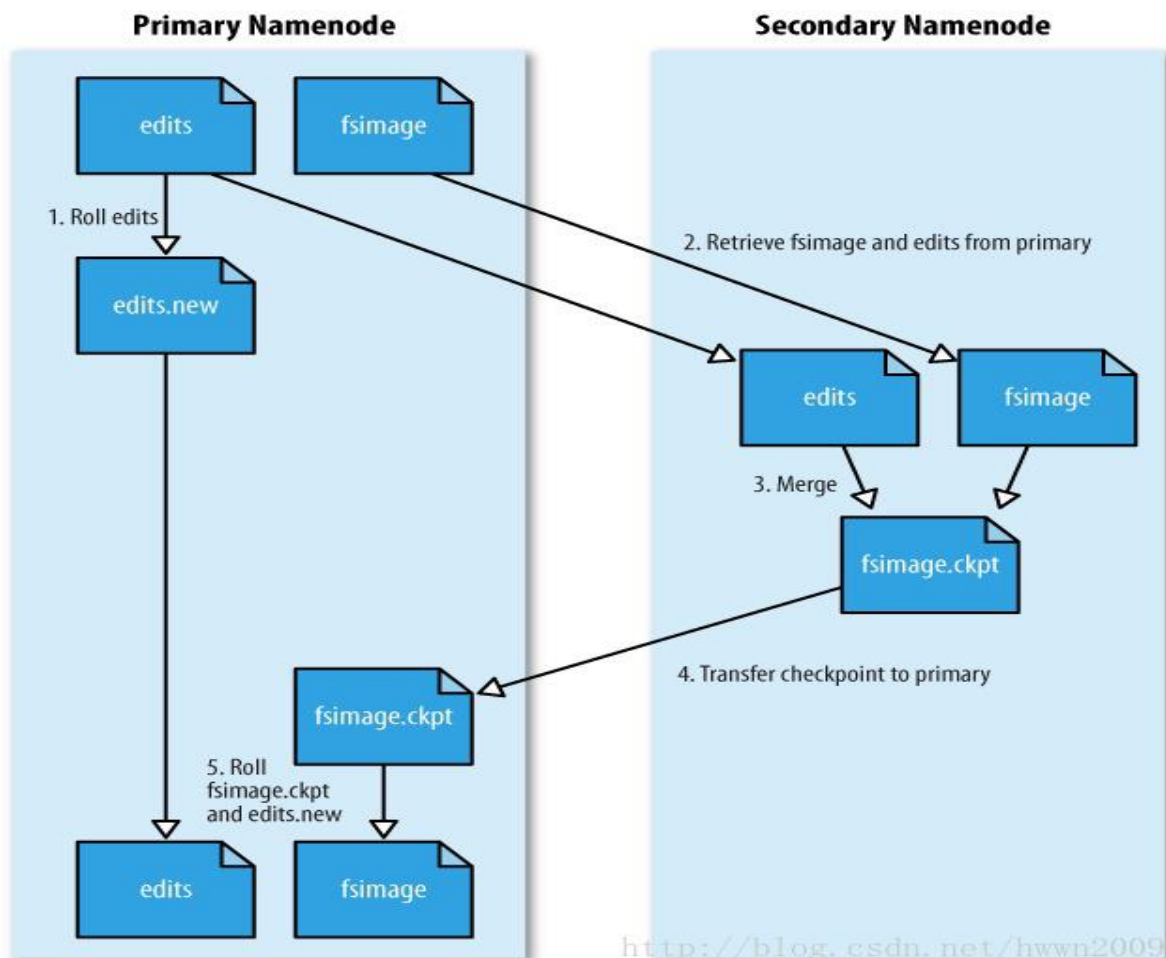 Primary Namenode
Secondary Namenode
edits
fsimage
1. Roll edits
2. Retrieve fsimage and edits from primary
edits.new
edits
fsimage
3. Merge
fsimage.ckpt
4. Transfer checkpoint to primary
fsimage.ckpt
5. Roll
fsimage.ckpt
and edits.new
edits
fsimage
http://blog.csdn.net/hwwn2009